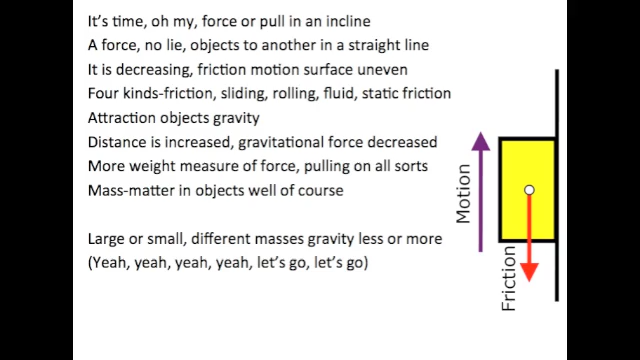 It's time, oh my, force or pull in an incline
A force, no lie, objects to another in a straight line
It is decreasing, friction motion surface uneven
Four kinds-friction, sliding, rolling, fluid, static friction
Attraction objects gravity
Distance is increased, gravitational force decreased
More weight measure of force, pulling on all sorts
Mass-matter in objects well of course
Large or small, different masses gravity less or more
(Yeah, yeah, yeah, yeah, let's go, let's go)
Motion
Friction